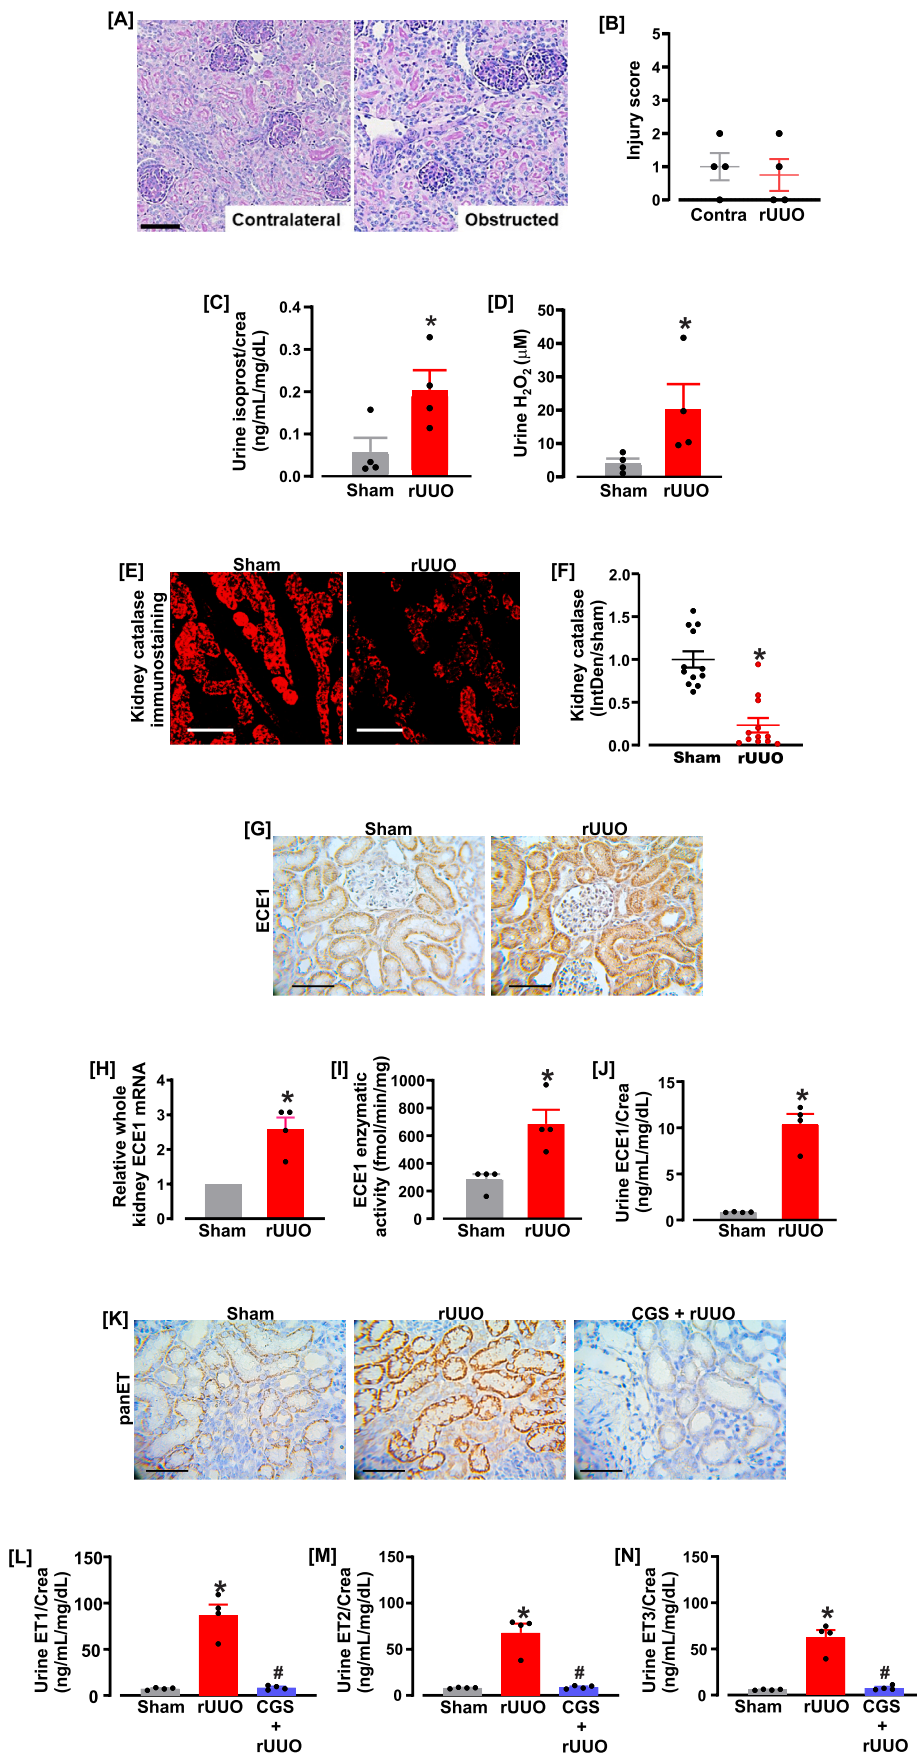 [A]
Contralateral
Obstructed
[B]
Injury score
5
4
3
2
1
0
Contra rUUO
[C]
Urine isoprost/crea
(ng/mL/mg/dL)
0.4
0.3
0.2
0.1
0.0
*
Sham rUUO
[D]
Urine H2O2 (μM)
50
40
30
20
10
0
*
Sham rUUO
[E]
Sham
rUUO
Kidney catalase
immunostaining
[F]
Kidney catalase
(IntDen/sham)
2.0
1.5
1.0
0.5
0.0
*
Sham rUUO
[G]
Sham
rUUO
ECE1
[H]
Relative whole
kidney ECE1 mRNA
4
3
2
1
0
*
Sham rUUO
[I]
ECE1 enzymatic
activity (fmol/min/mg)
1000
800
600
400
200
0
*
Sham rUUO
[J]
Urine ECE1/Crea
(ng/mL/mg/dL)
15
10
5
0
*
Sham rUUO
[K]
Sham
rUUO
CGS + rUUO
panET
[L]
Urine ET1/Crea
(ng/mL/mg/dL)
150
100
50
0
*
#
Sham rUUO CGS
+
rUUO
[M]
Urine ET2/Crea
(ng/mL/mg/dL)
150
100
50
0
*
#
Sham rUUO CGS
+
rUUO
[N]
Urine ET3/Crea
(ng/mL/mg/dL)
150
100
50
0
*
#
Sham rUUO CGS
+
rUUO